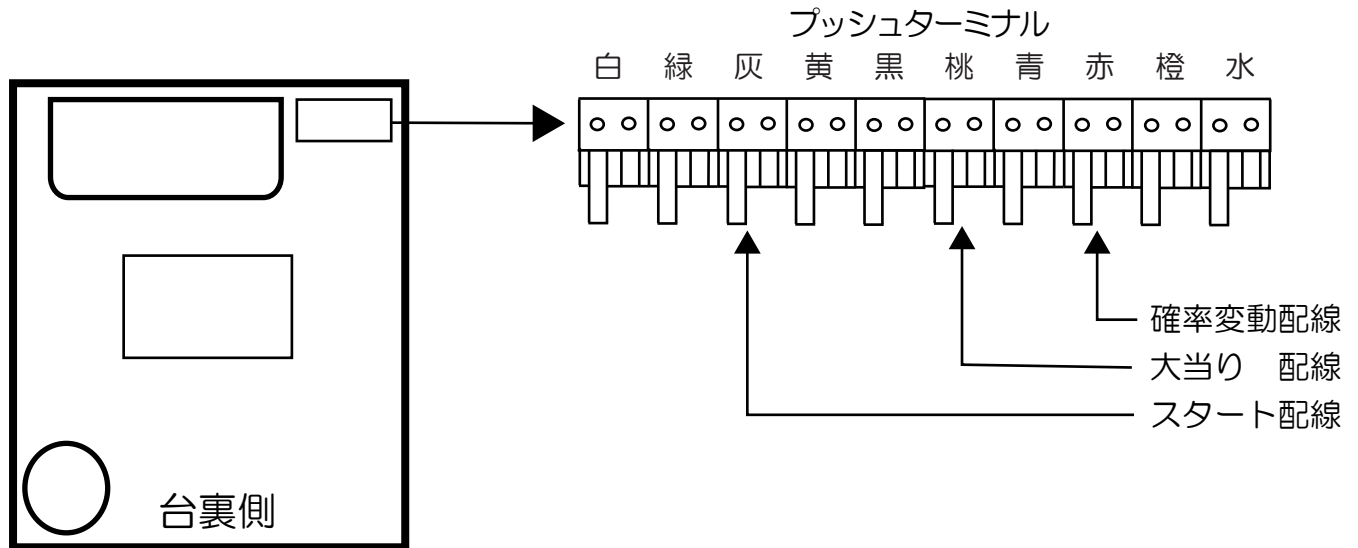 プッシュターミナル
白 緑 灰 黄 黒 桃 青 赤 橙 水
確率変動配線
大当り　配線
スタート配線
台裏側